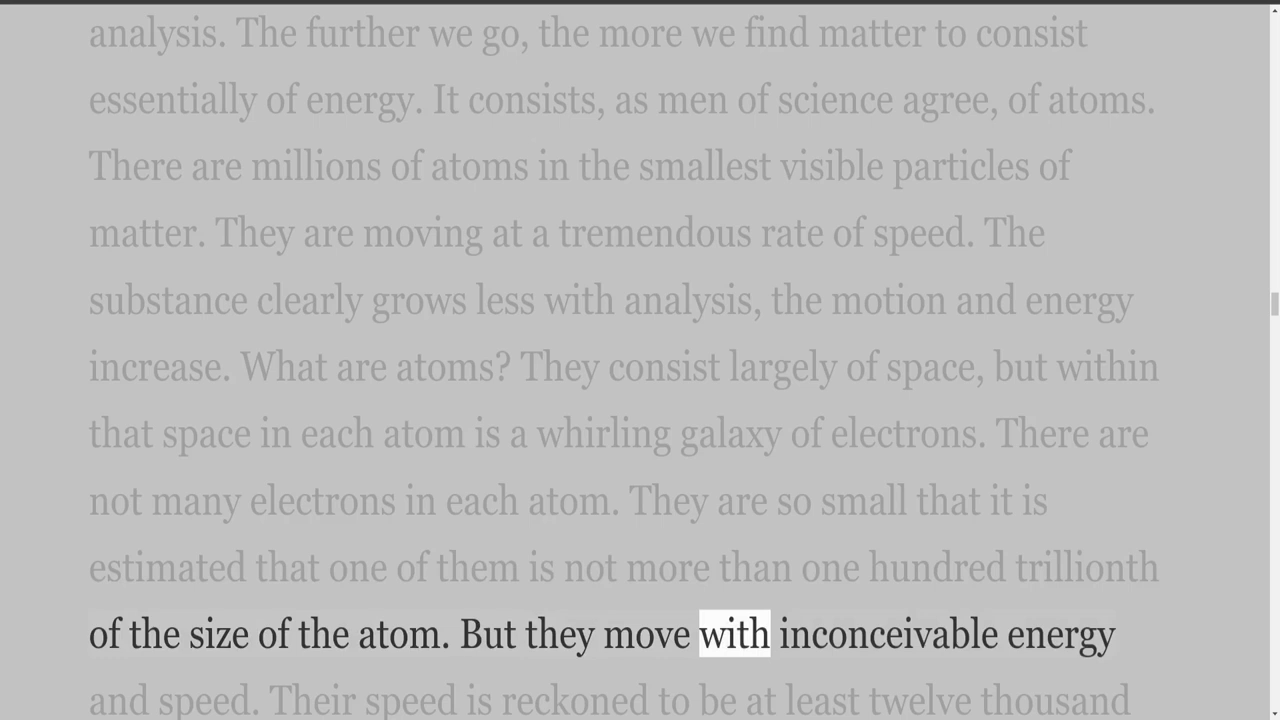 analysis. The further we go, the more we find matter to consist
essentially of energy. It consists, as men of science agree, of atoms.
There are millions of atoms in the smallest visible particles of
matter. They are moving at a tremendous rate of speed. The
substance clearly grows less with analysis, the motion and energy
increase. What are atoms? They consist largely of space, but within
that space in each atom is a whirling galaxy of electrons. There are
not many electrons in each atom. They are so small that it is
estimated that one of them is not more than one hundred trillionth
of the size of the atom. But they move with inconceivable energy
and speed. Their speed is reckoned to be at least twelve thousand